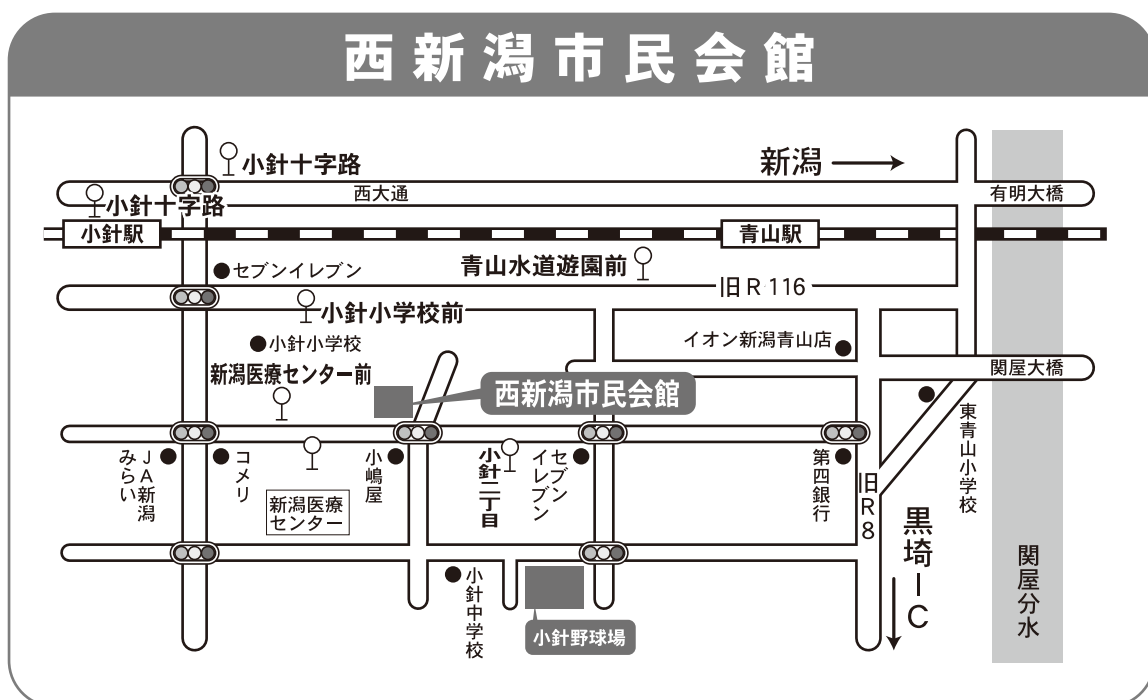 西新潟市民会館
小針十字路
新潟
西大通
有明大橋
小針十字路
小針駅
青山駅
セブンイレブン
青山水道遊園前
旧R116
小針小学校前
小針小学校
イオン新潟青山店
新潟医療センター前
関屋大橋
西新潟市民会館
東青山小学校
JA新潟
みらい
コメリ
小嶋屋
小針二丁目
セブン
イレブン
第四銀行
旧R8
新潟医療
センター
黒埼IC
関屋分水
小針中学校
小針野球場